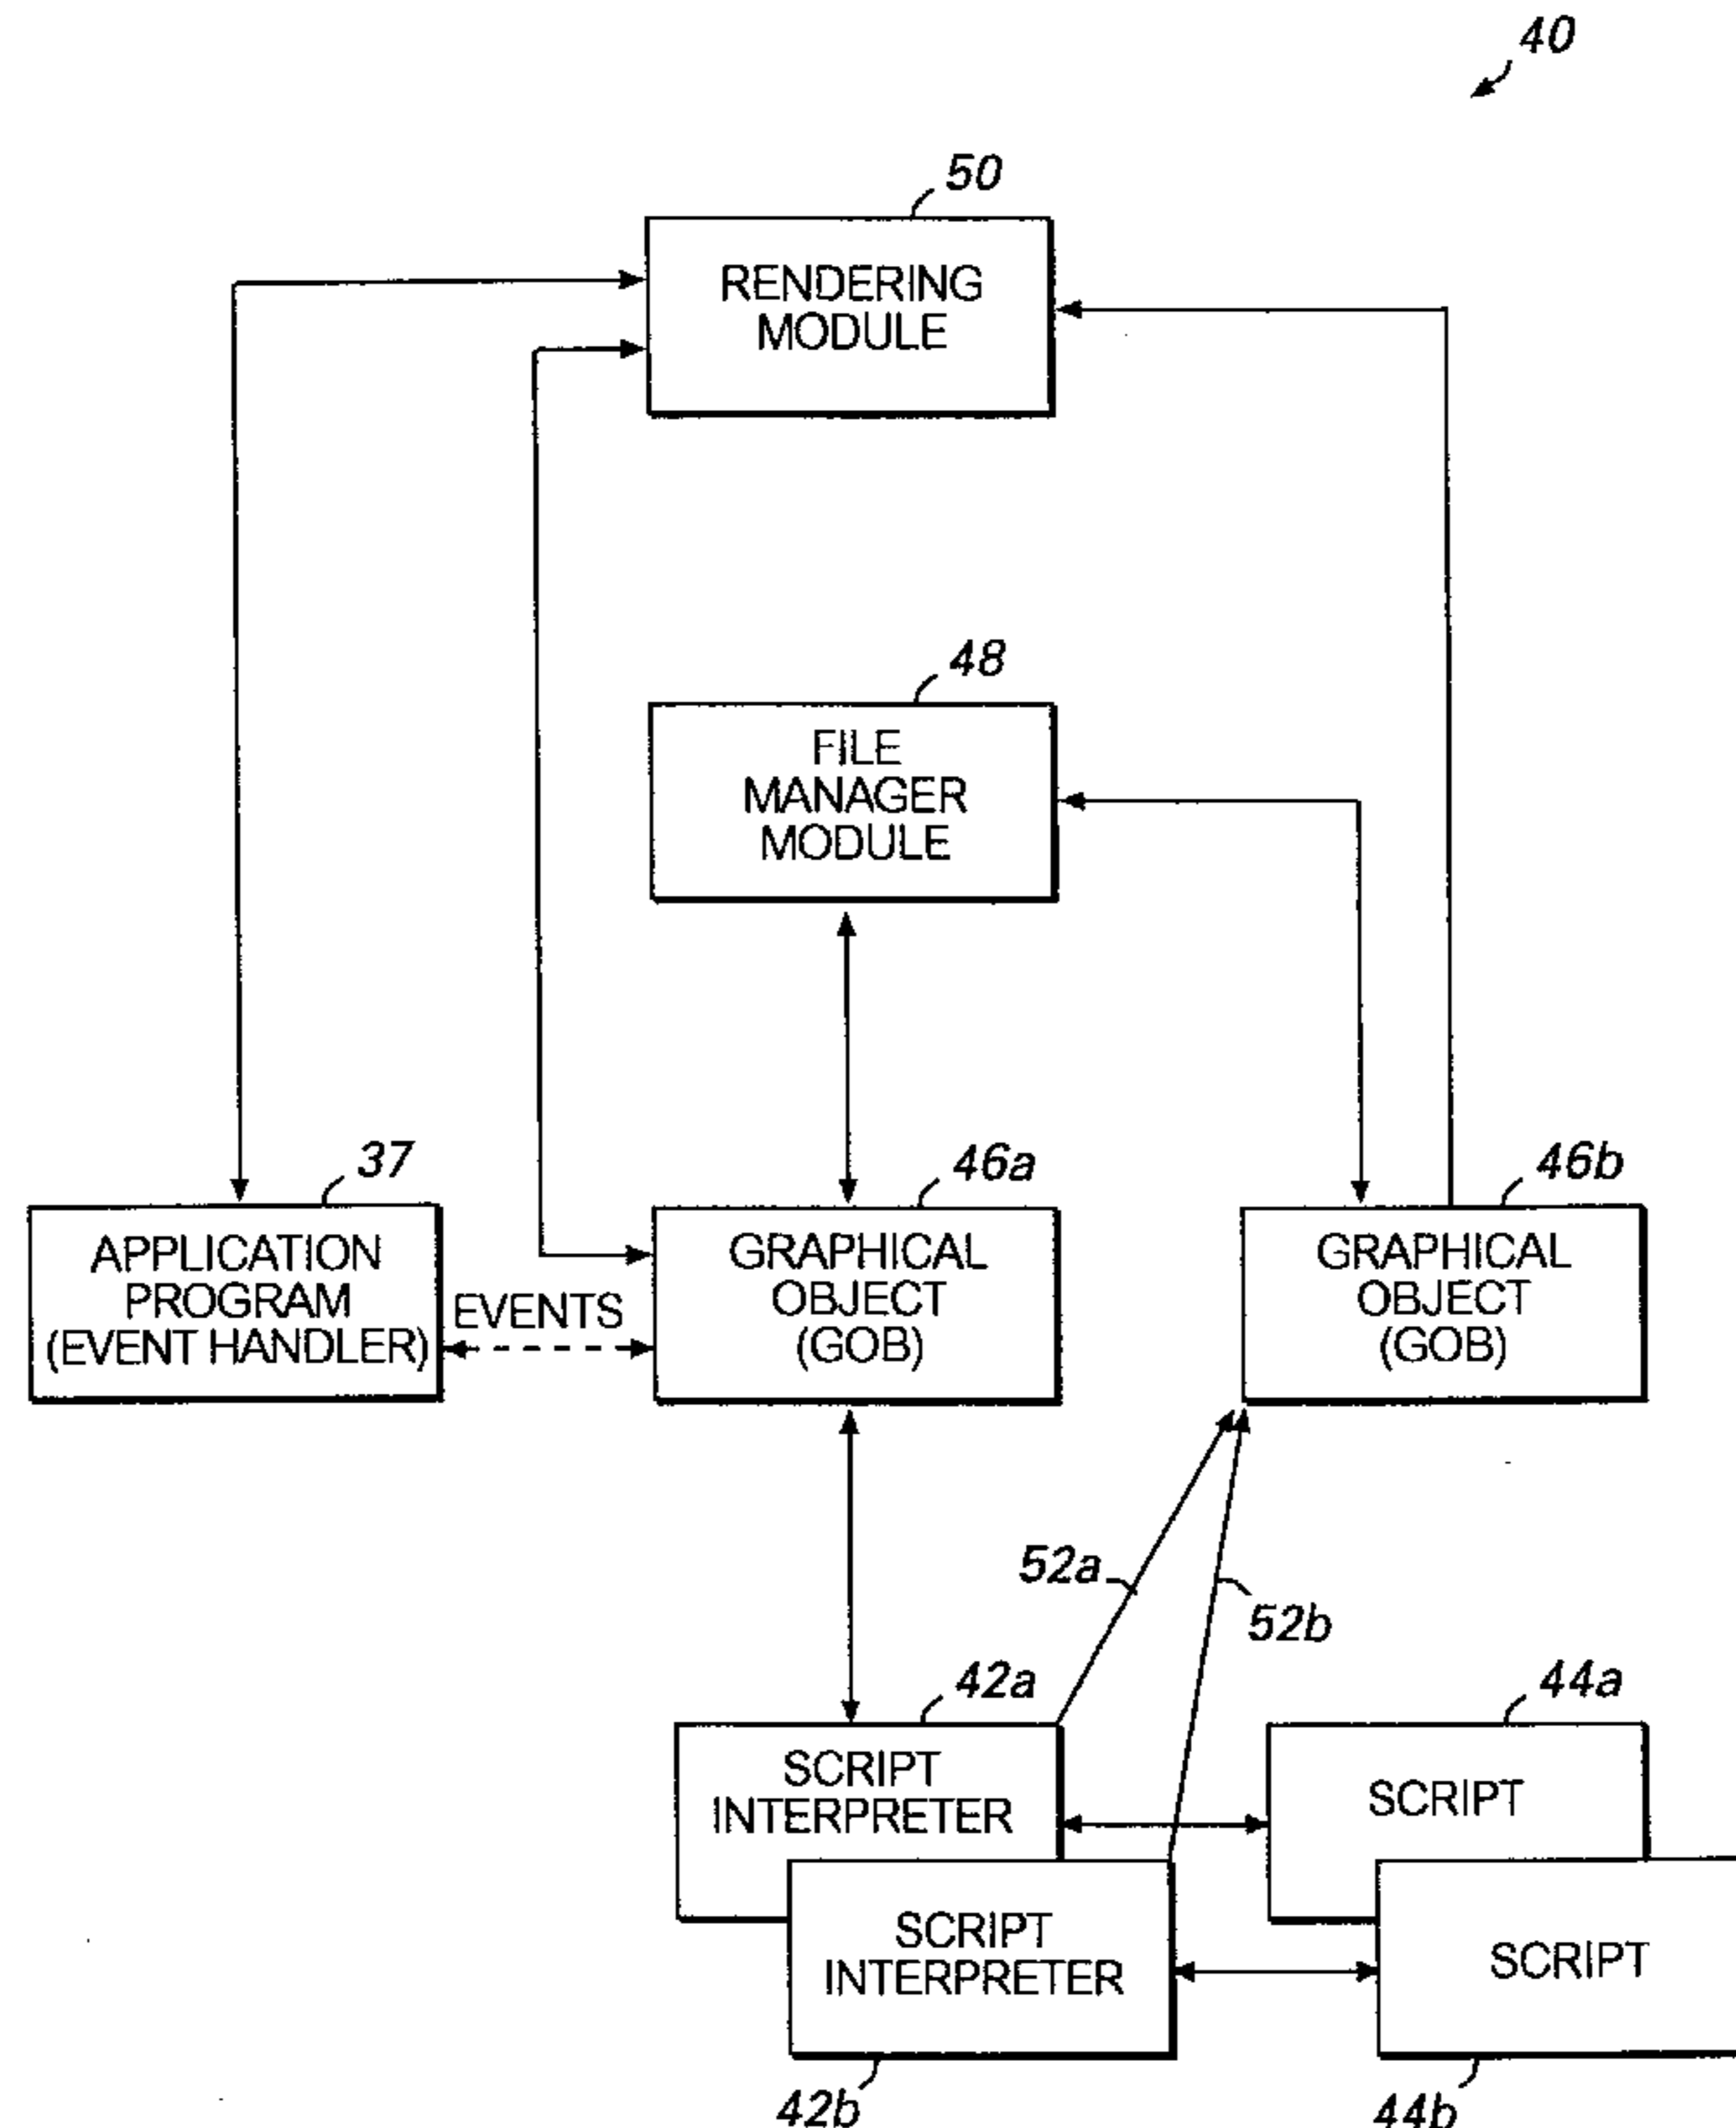 40
50
RENDERING
MODULE
48
FILE
MANAGER
MODULE
37
46a
46b
APPLICATION
PROGRAM
(EVENT HANDLER)
EVENTS
GRAPHICAL
OBJECT
(GOB)
GRAPHICAL
OBJECT
(GOB)
52a
52b
42a
44a
SCRIPT
INTERPRETER
SCRIPT
SCRIPT
INTERPRETER
SCRIPT
42b
44b